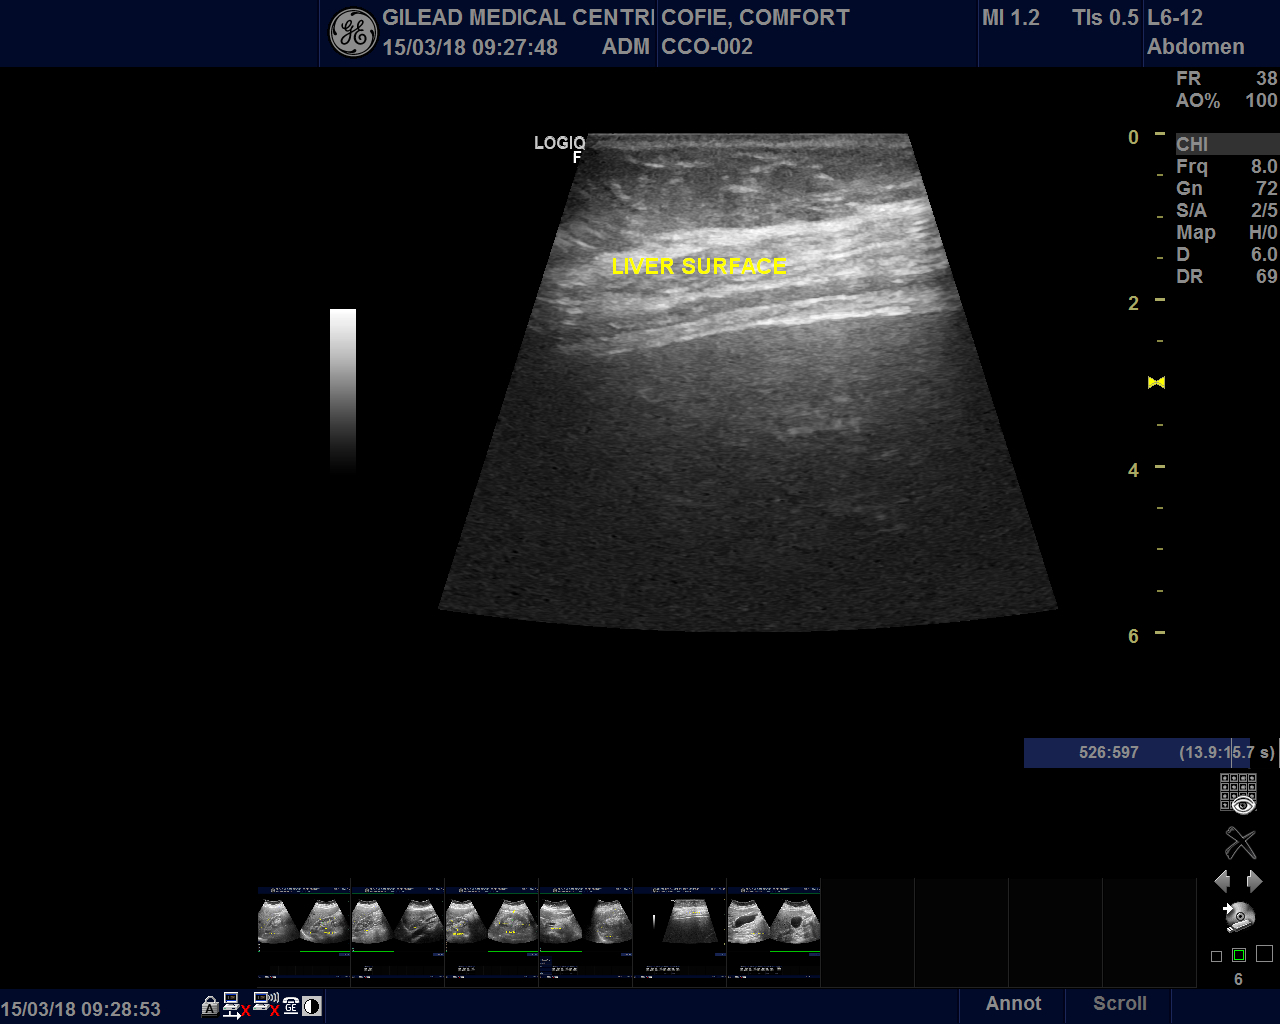 GILEAD MEDICAL CENTRI
15/03/18 09:27:48 ADM
COFIE, COMFORT
CCO-002
MI 1.2 TIs 0.5
L6-12
Abdomen
FR 38
AO% 100
CHI
Frq 8.0
Gn 72
S/A 2/5
Map H/0
D 6.0
DR 69
LOGIQ
F
0
2
4
6
LIVER SURFACE
526:597 (13.9:15.7 s)
6
15/03/18 09:28:53
GE
Annot
Scroll